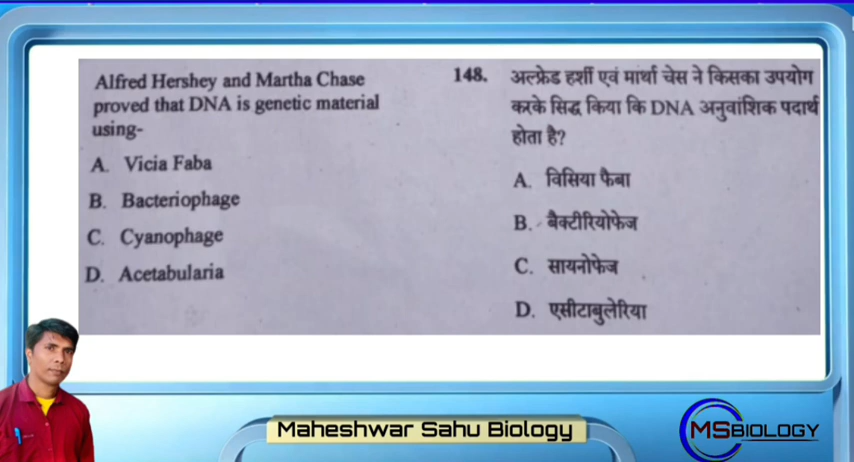 Alfred Hershey and Martha Chase
proved that DNA is genetic material
using-
A. Vicia Faba
B. Bacteriophage
C. Cyanophage
D. Acetabularia
148. अल्फ्रेड हर्शी एवं मार्था चेस ने किसका उपयोग
करके सिद्ध किया कि DNA अनुवांशिक पदार्थ
होता है?
A. विसिया फैबा
B. बैक्टीरियोफेज
C. सायनोफेज
D. एसीटाबुलेरिया
Maheshwar Sahu Biology
MSBIOLOGY